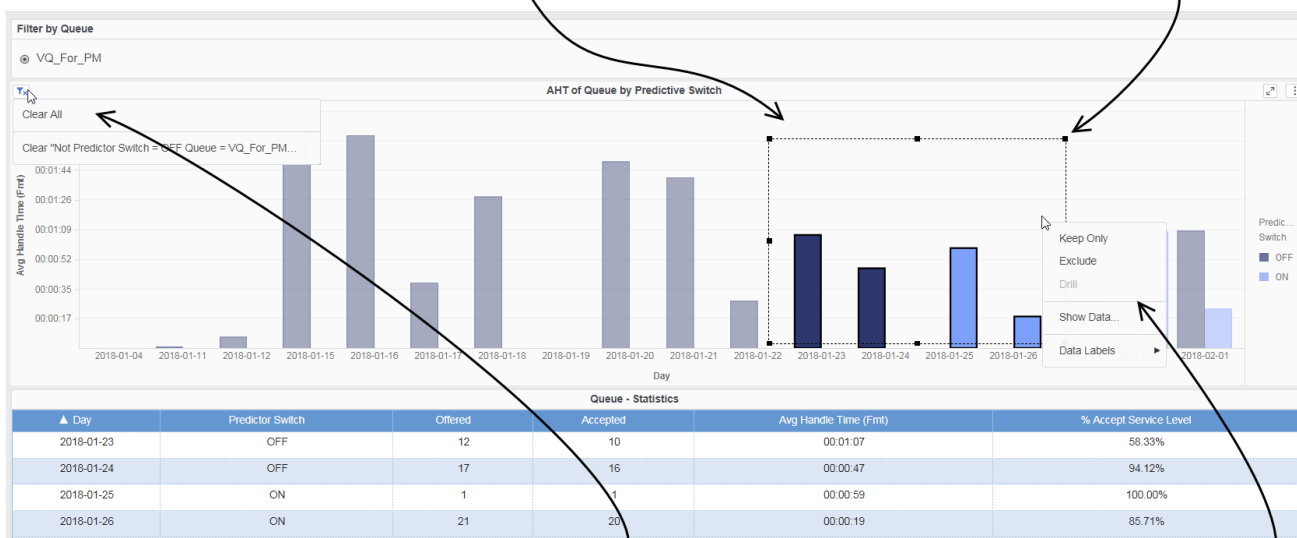 Filter by Queue
VQ_For_PM
AHT of Queue by Predictive Switch
Clear All
Clear "Not Predictor Switch = OFF Queue = VQ_For_PM...
Avg Handle Time (Fmt)
00:01:44
00:01:26
00:01:09
00:00:52
00:00:35
00:00:17
Keep Only
Exclude
Drill
Show Data...
Data Labels
Predic...
Switch
OFF
ON
2018-01-04 2018-01-11 2018-01-12 2018-01-15 2018-01-16 2018-01-17 2018-01-18 2018-01-19 2018-01-20 2018-01-21 2018-01-22 2018-01-23 2018-01-24 2018-01-25 2018-01-26 2018-02-01
Day
Queue - Statistics
Day Predictor Switch Offered Accepted Avg Handle Time (Fmt) % Accept Service Level
2018-01-23 OFF 12 10 00:01:07 58.33%
2018-01-24 OFF 17 16 00:00:47 94.12%
2018-01-25 ON 1 1 00:00:59 100.00%
2018-01-26 ON 21 20 00:00:19 85.71%